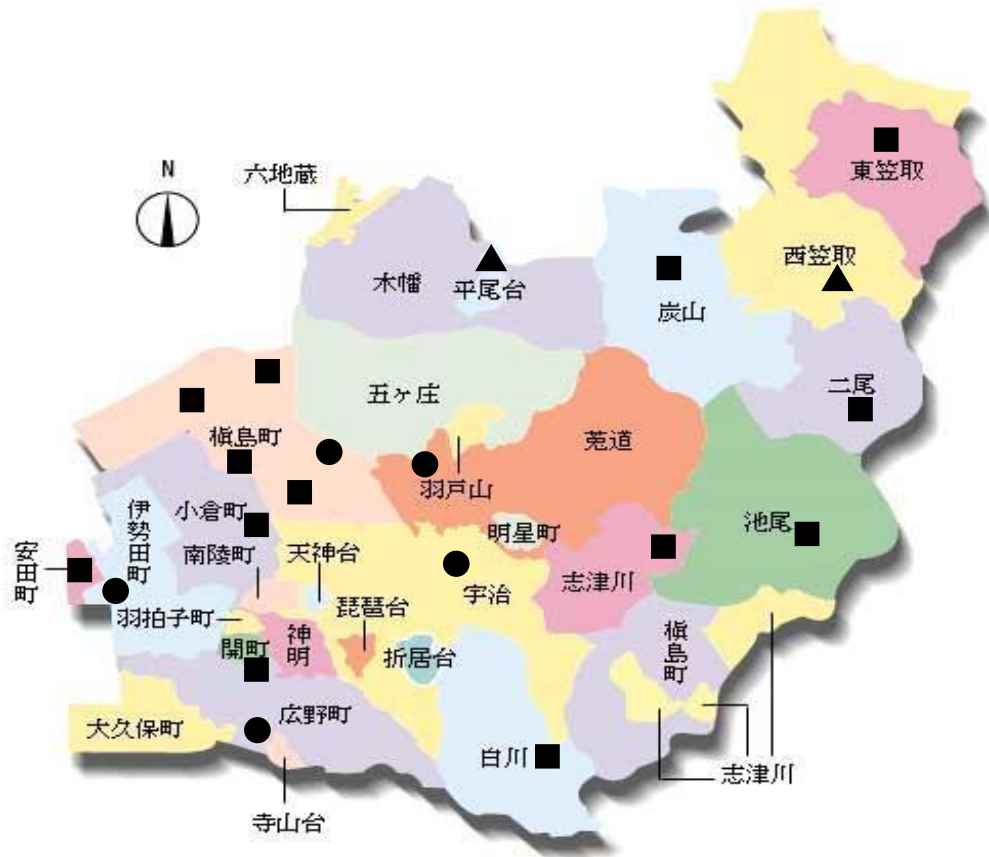 N
六地蔵
東笠取
西笠取
木幡
平尾台
炭山
二尾
五ヶ庄
槇島町
菟道
羽戸山
伊勢田町
小倉町
明星町
池尾
安田町
南陵町
天神台
志津川
宇治
羽拍子町
琵琶台
槇島町
神明
開町
折居台
広野町
大久保町
白川
志津川
寺山台